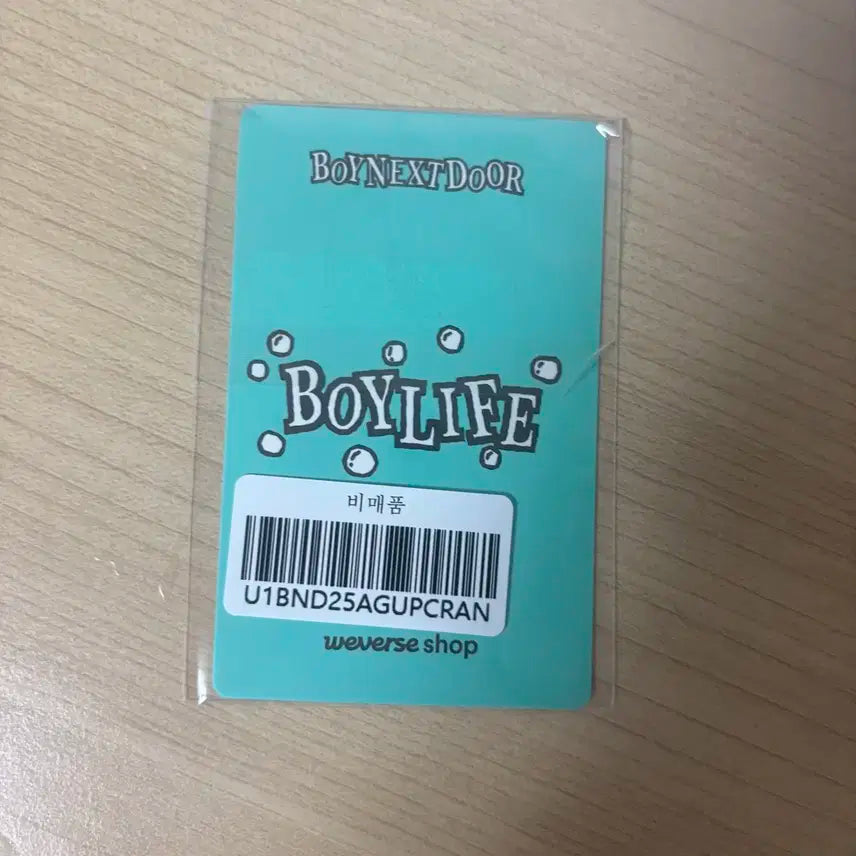 BOYNEXTDOOR
BOYLIFE
비매품
U1BND25AGUPCRAN
weverse shop